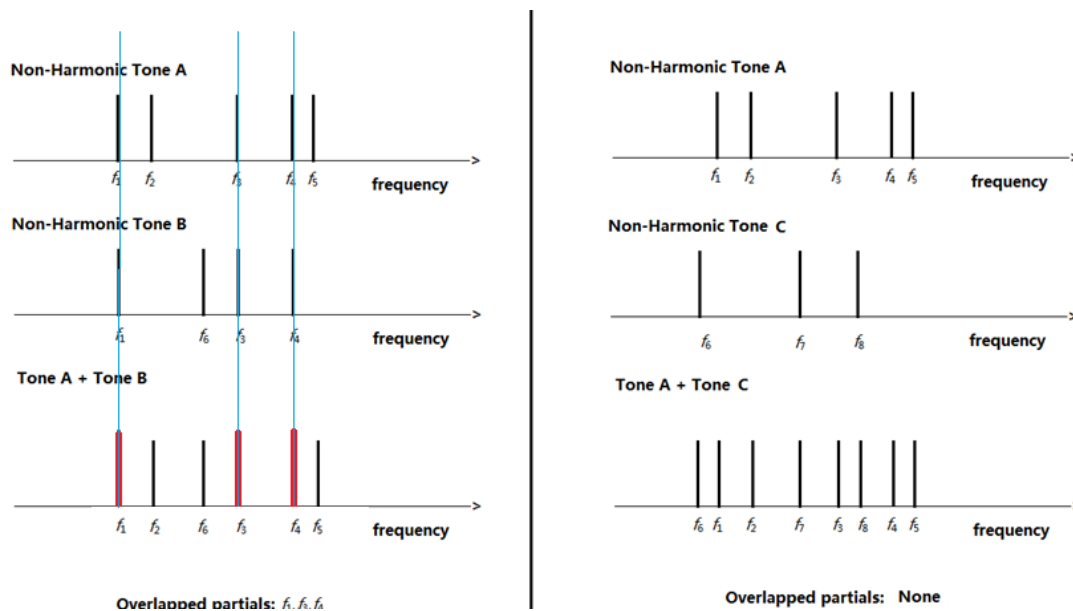 Non-Harmonic Tone A
f1 f2 f3 f4 f5
frequency
Non-Harmonic Tone B
f1 f6 f3 f4
frequency
Tone A + Tone B
f1 f2 f6 f3 f4 f5
frequency
Overlapped partials: f1, f3, f4
Non-Harmonic Tone A
f1 f2 f3 f4 f5
frequency
Non-Harmonic Tone C
f6 f7 f8
frequency
Tone A + Tone C
f6 f1 f2 f7 f3 f8 f4 f5
frequency
Overlapped partials: None